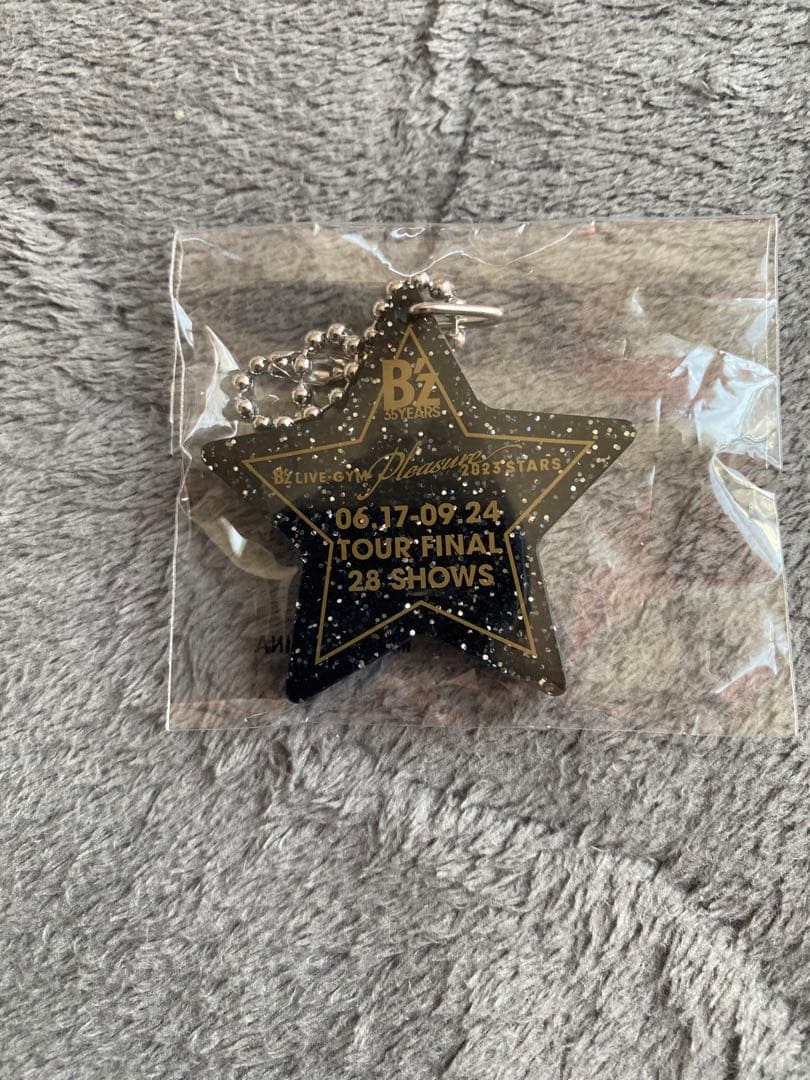 B'z
35YEARS
B'z LIVE-GYM Pleasure 2023 STARS
06.17-09.24
TOUR FINAL
28 SHOWS